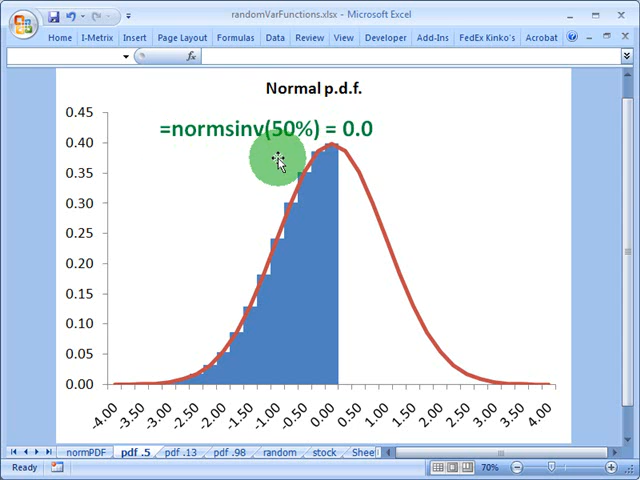 randomVarFunctions.xlsx - Microsoft Excel
Home I-Metrix Insert Page Layout Formulas Data Review View Developer Add-Ins FedEx Kinko's Acrobat
fx
Normal p.d.f.
=normsinv(50%) = 0.0
0.45
0.40
0.35
0.30
0.25
0.20
0.15
0.10
0.05
0.00
-4.00 -3.50 -3.00 -2.50 -2.00 -1.50 -1.00 -0.50 0.00 0.50 1.00 1.50 2.00 2.50 3.00 3.50 4.00
normPDF pdf .5 pdf .13 pdf .98 random stock Shee
Ready 70%